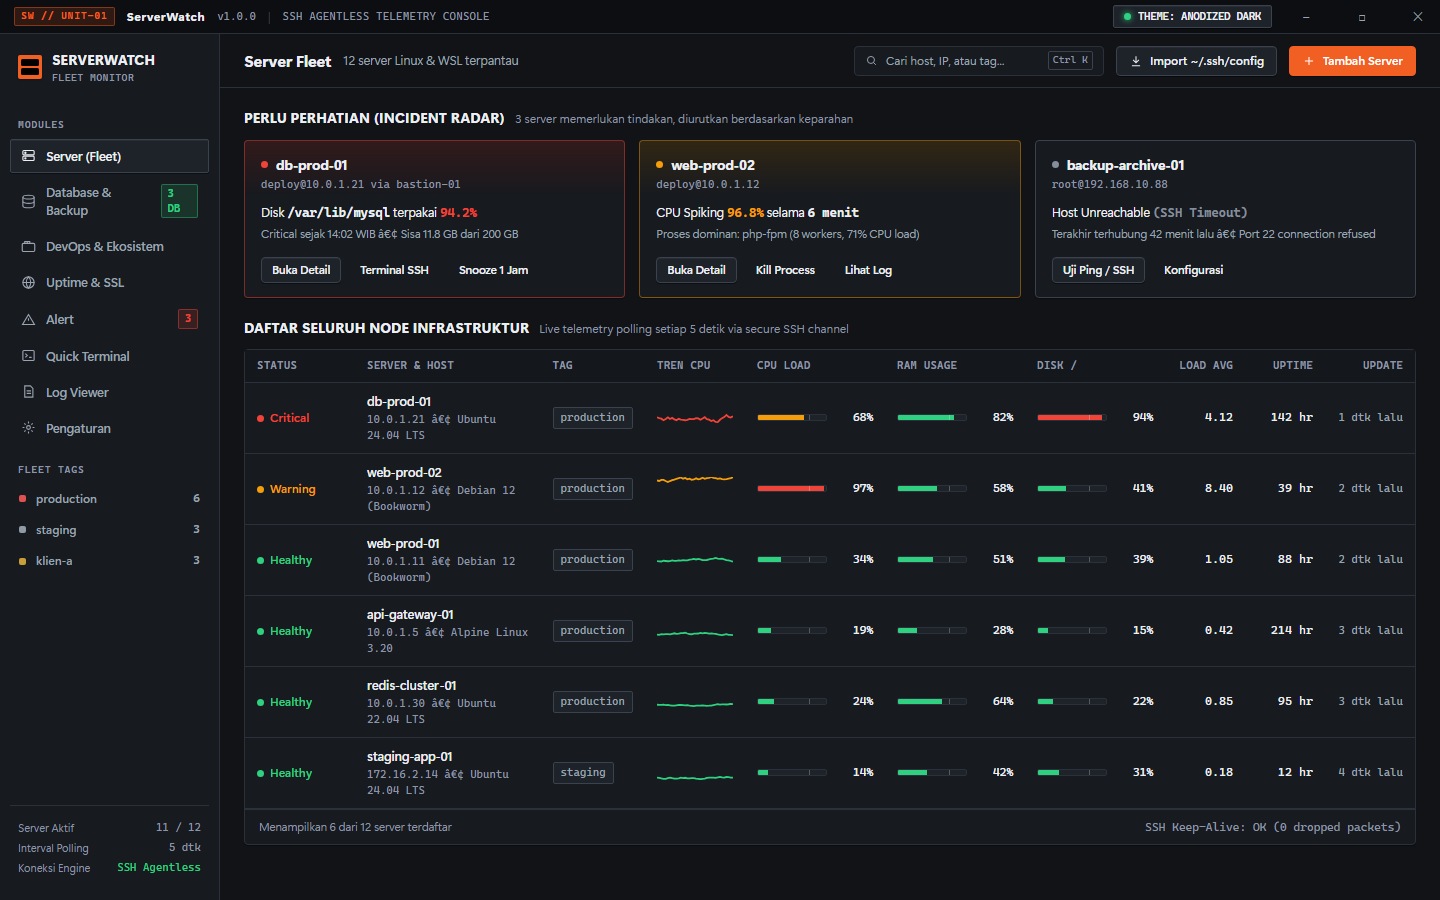 SW // UNIT-01 ServerWatch v1.0.0 SSH AGENTLESS TELEMETRY CONSOLE THEME: ANODIZED DARK
SERVERWATCH
FLEET MONITOR
MODULES
Server (Fleet)
Database & Backup 3 DB
DevOps & Ekosistem
Uptime & SSL
Alert 3
Quick Terminal
Log Viewer
Pengaturan
FLEET TAGS
production 6
staging 3
klien-a 3
Server Aktif 11 / 12
Interval Polling 5 dtk
Koneksi Engine SSH Agentless
Server Fleet 12 server Linux & WSL terpantau Cari host, IP, atau tag... Ctrl K Import ~/.ssh/config + Tambah Server
PERLU PERHATIAN (INCIDENT RADAR) 3 server memerlukan tindakan, diurutkan berdasarkan keparahan
db-prod-01
deploy@10.0.1.21 via bastion-01
Disk /var/lib/mysql terpakai 94.2%
Critical sejak 14:02 WIB â€¢ Sisa 11.8 GB dari 200 GB
Buka Detail Terminal SSH Snooze 1 Jam
web-prod-02
deploy@10.0.1.12
CPU Spiking 96.8% selama 6 menit
Proses dominan: php-fpm (8 workers, 71% CPU load)
Buka Detail Kill Process Lihat Log
backup-archive-01
root@192.168.10.88
Host Unreachable (SSH Timeout)
Terakhir terhubung 42 menit lalu â€¢ Port 22 connection refused
Uji Ping / SSH Konfigurasi
DAFTAR SELURUH NODE INFRASTRUKTUR Live telemetry polling setiap 5 detik via secure SSH channel
STATUS SERVER & HOST TAG TREN CPU CPU LOAD RAM USAGE DISK / LOAD AVG UPTIME UPDATE
db-prod-01
Critical 10.0.1.21 â€¢ Ubuntu production 68% 82% 94% 4.12 142 hr 1 dtk lalu
24.04 LTS
web-prod-02
Warning 10.0.1.12 â€¢ Debian 12 production 97% 58% 41% 8.40 39 hr 2 dtk lalu
(Bookworm)
web-prod-01
Healthy 10.0.1.11 â€¢ Debian 12 production 34% 51% 39% 1.05 88 hr 2 dtk lalu
(Bookworm)
api-gateway-01
Healthy 10.0.1.5 â€¢ Alpine Linux production 19% 28% 15% 0.42 214 hr 3 dtk lalu
3.20
redis-cluster-01
Healthy 10.0.1.30 â€¢ Ubuntu production 24% 64% 22% 0.85 95 hr 3 dtk lalu
22.04 LTS
staging-app-01
Healthy 172.16.2.14 â€¢ Ubuntu staging 14% 42% 31% 0.18 12 hr 4 dtk lalu
24.04 LTS
Menampilkan 6 dari 12 server terdaftar SSH Keep-Alive: OK (0 dropped packets)